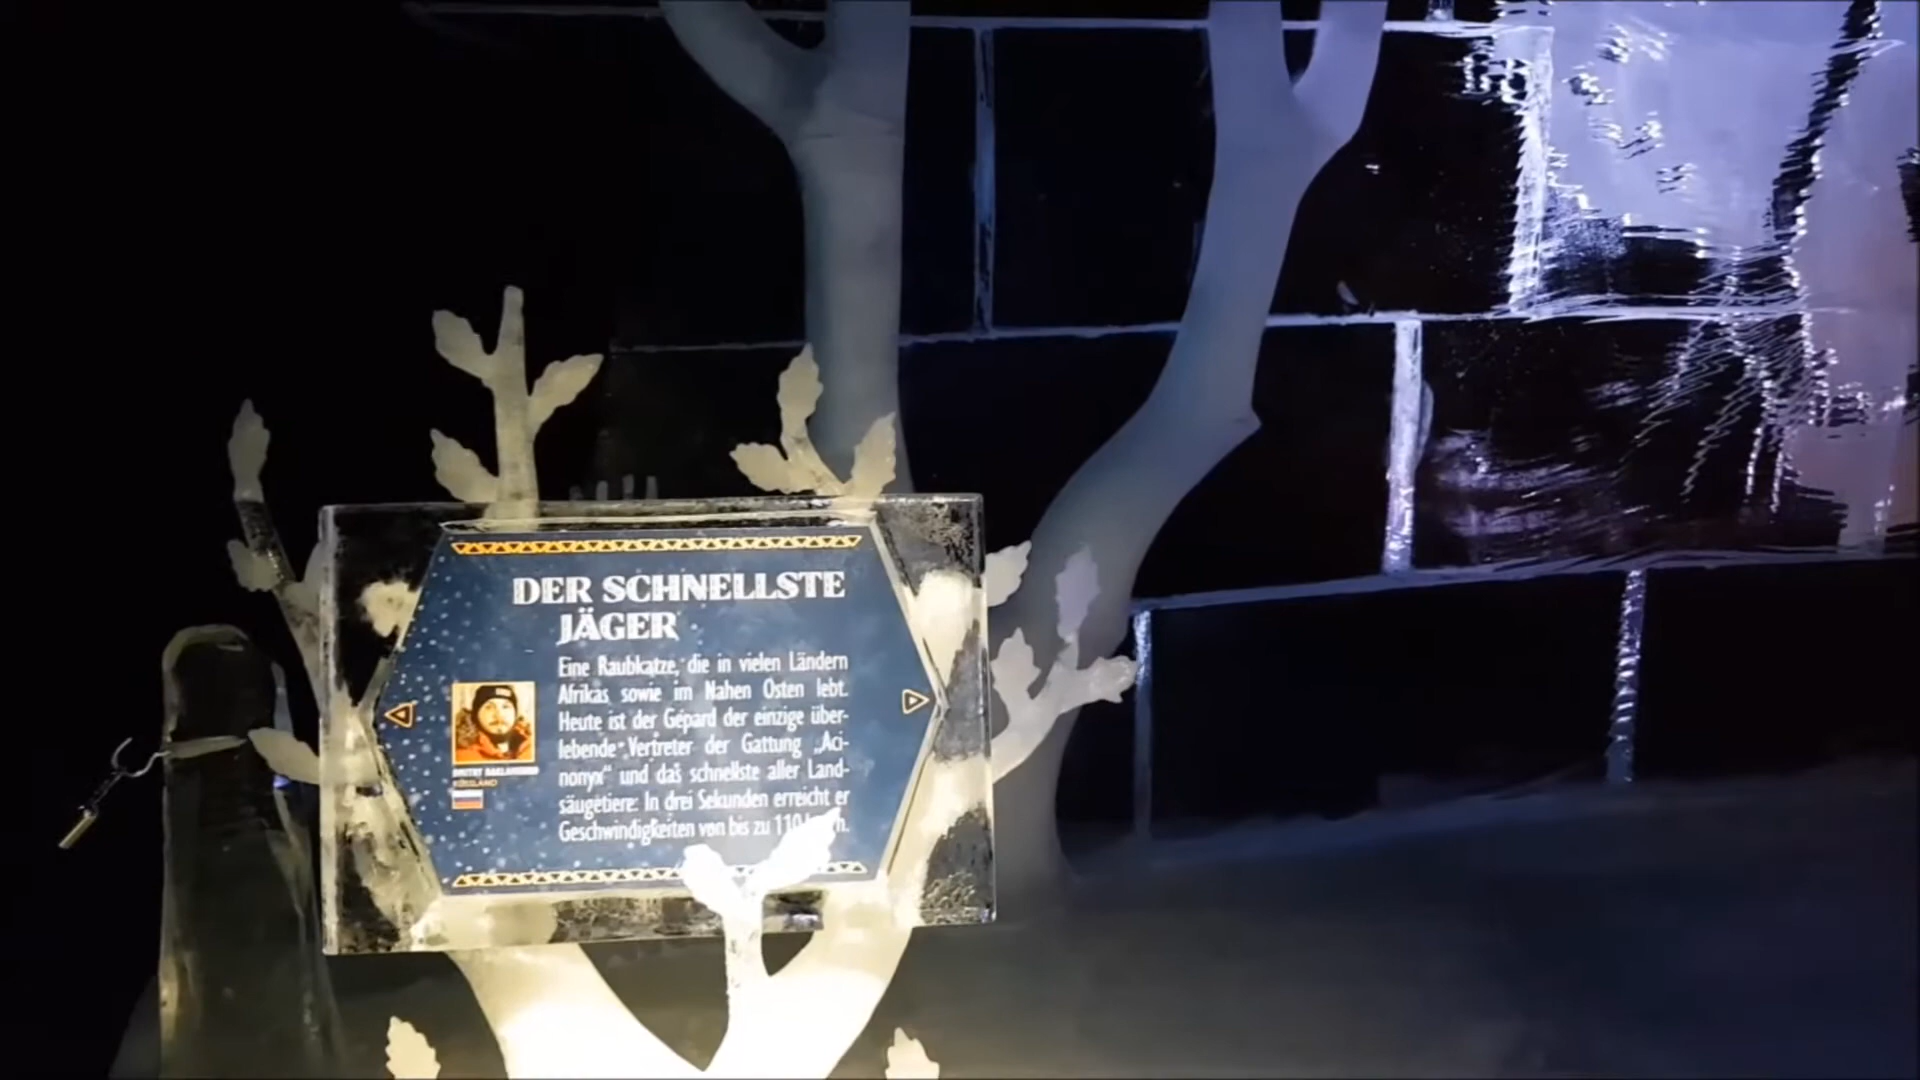 DER SCHNELLSTE
JÄGER
Eine Raubkatze, die in vielen Ländern
Afrikas sowie im Nahen Osten lebt.
Heute ist der Gepard der einzige über-
lebende Vertreter der Gattung „Aci-
nonyx“ und das schnellste aller Land-
säugetiere: In drei Sekunden erreicht er
Geschwindigkeiten von bis zu 110
RUSSLAND